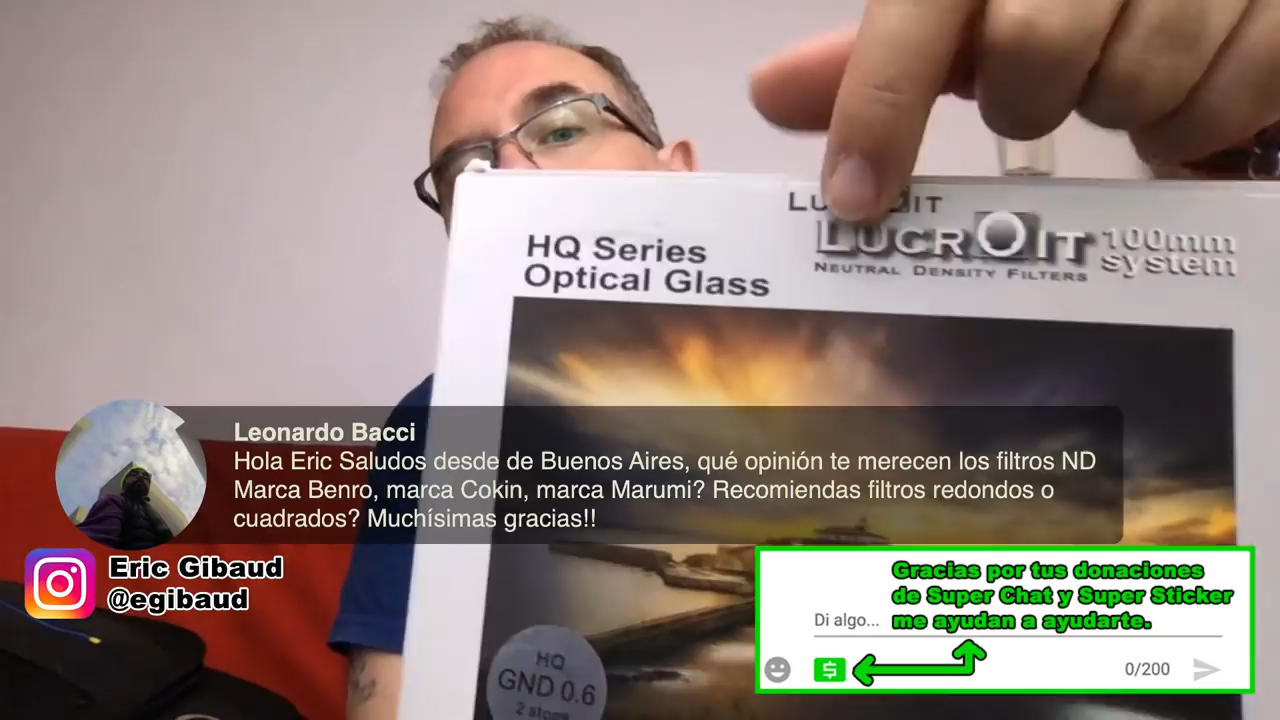 LUCROIT
LUCROIT
NEUTRAL DENSITY FILTERS
100mm
system
HQ Series
Optical Glass
Leonardo Bacci
Hola Eric Saludos desde de Buenos Aires, qué opinión te merecen los filtros ND
Marca Benro, marca Cokin, marca Marumi? Recomiendas filtros redondos o
cuadrados? Muchísimas gracias!!
Eric Gibaud
@egibaud
Gracias por tus donaciones
de Super Chat y Super Sticker
me ayudan a ayudarte.
Di algo...
0/200
HQ
GND 0.6
2 stops